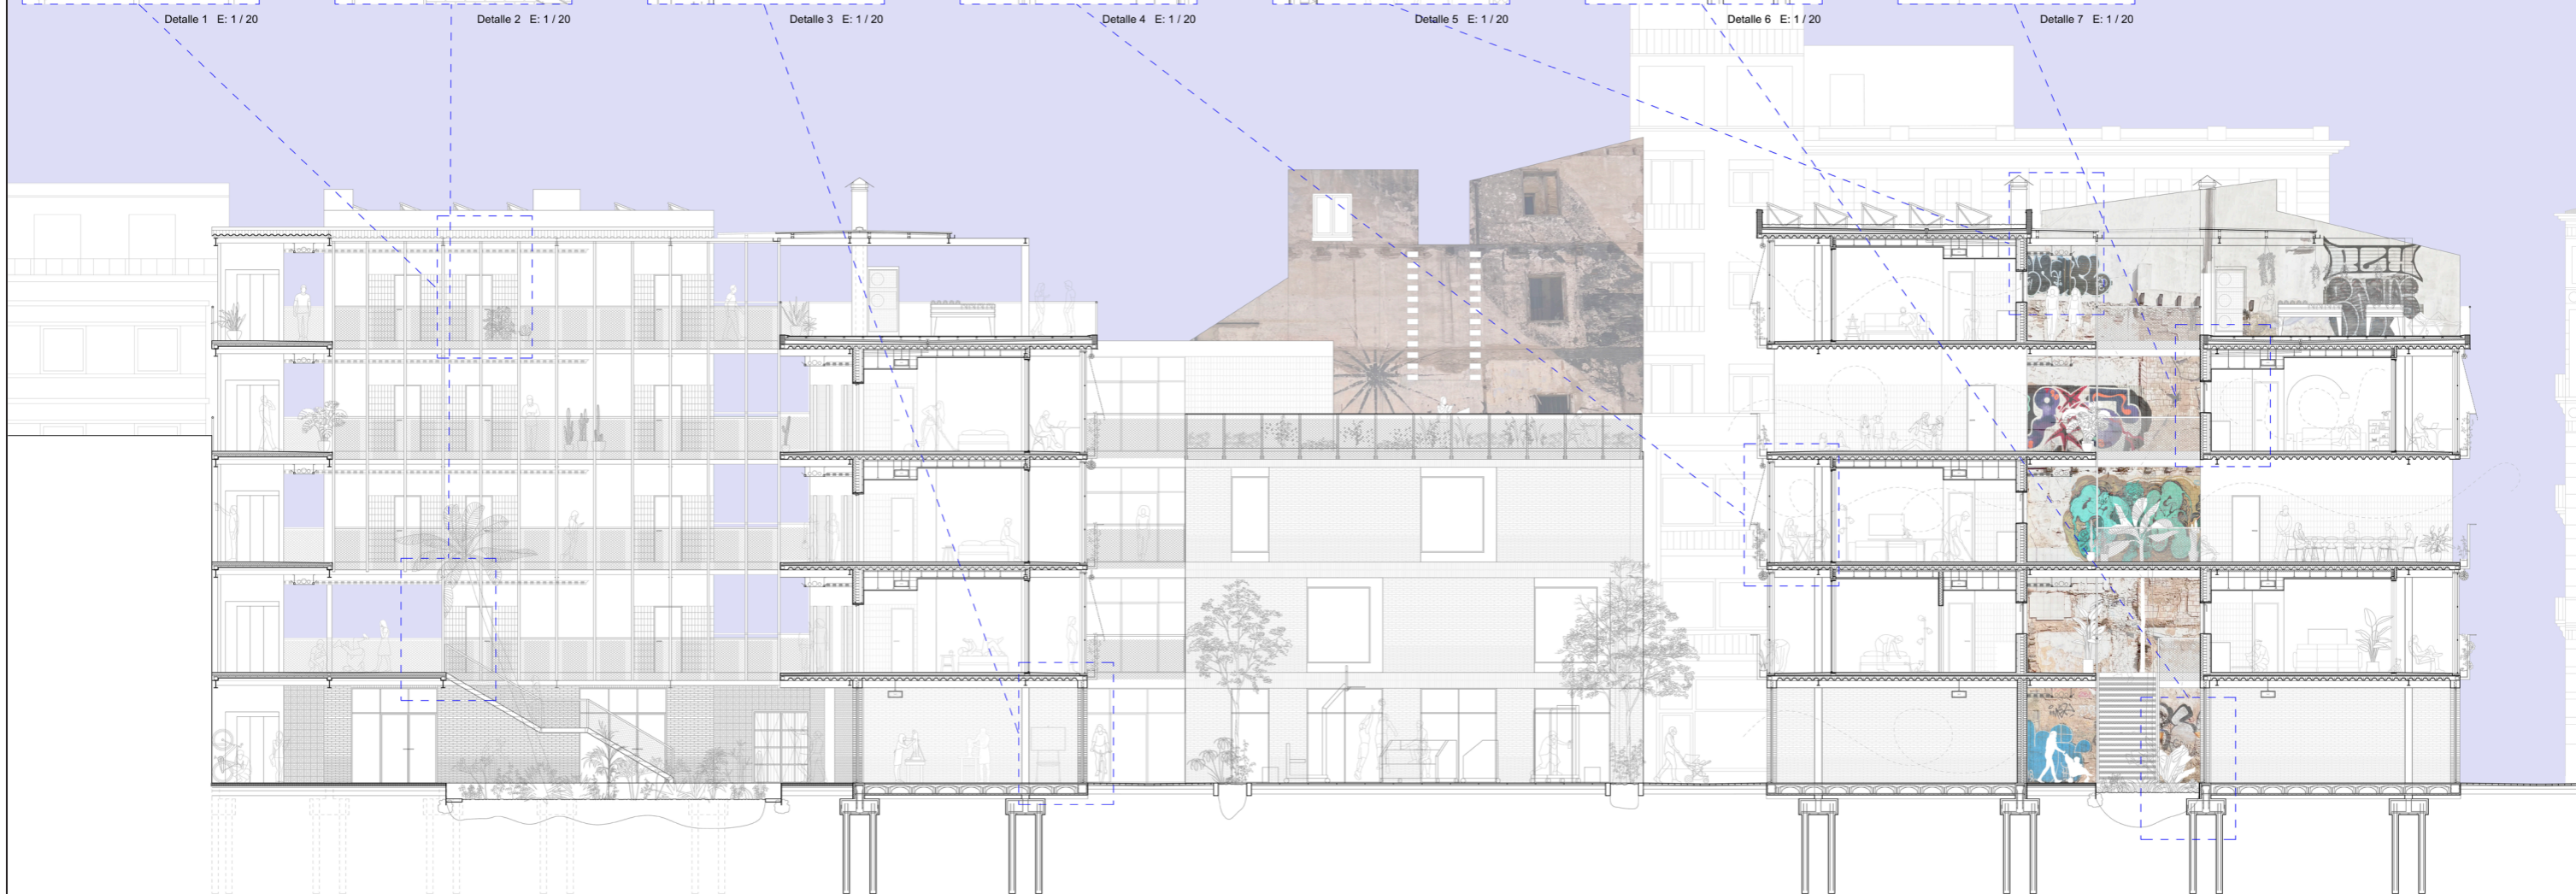 Detalle 1 E: 1 / 20
Detalle 2 E: 1 / 20
Detalle 3 E: 1 / 20
Detalle 4 E: 1 / 20
Detalle 5 E: 1 / 20
Detalle 6 E: 1 / 20
Detalle 7 E: 1 / 20